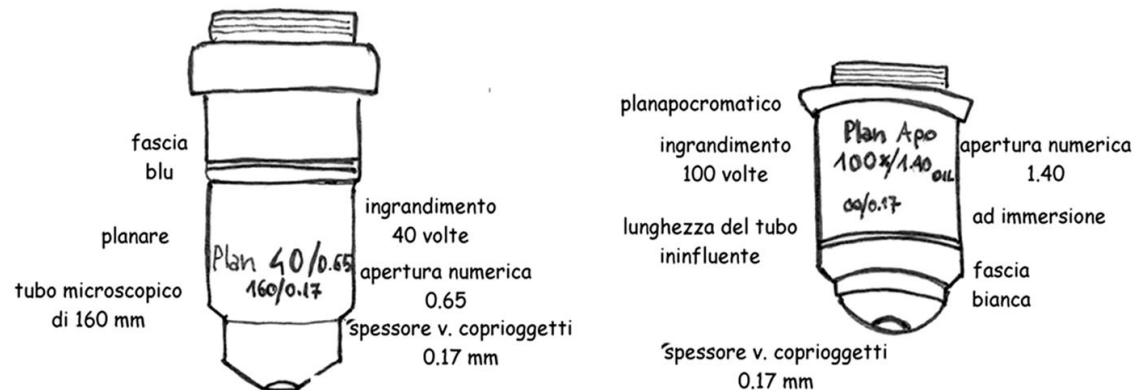 fascia
blu
planare
tubo microscopico
di 160 mm
Plan 40/0.65
160/0.17
ingrandimento
40 volte
apertura numerica
0.65
spessore v. coprioggetti
0.17 mm
planapocromatico
ingrandimento
100 volte
lunghezza del tubo
ininfluente
Plan Apo
100x/1.40 OIL
∞/0.17
apertura numerica
1.40
ad immersione
fascia
bianca
spessore v. coprioggetti
0.17 mm